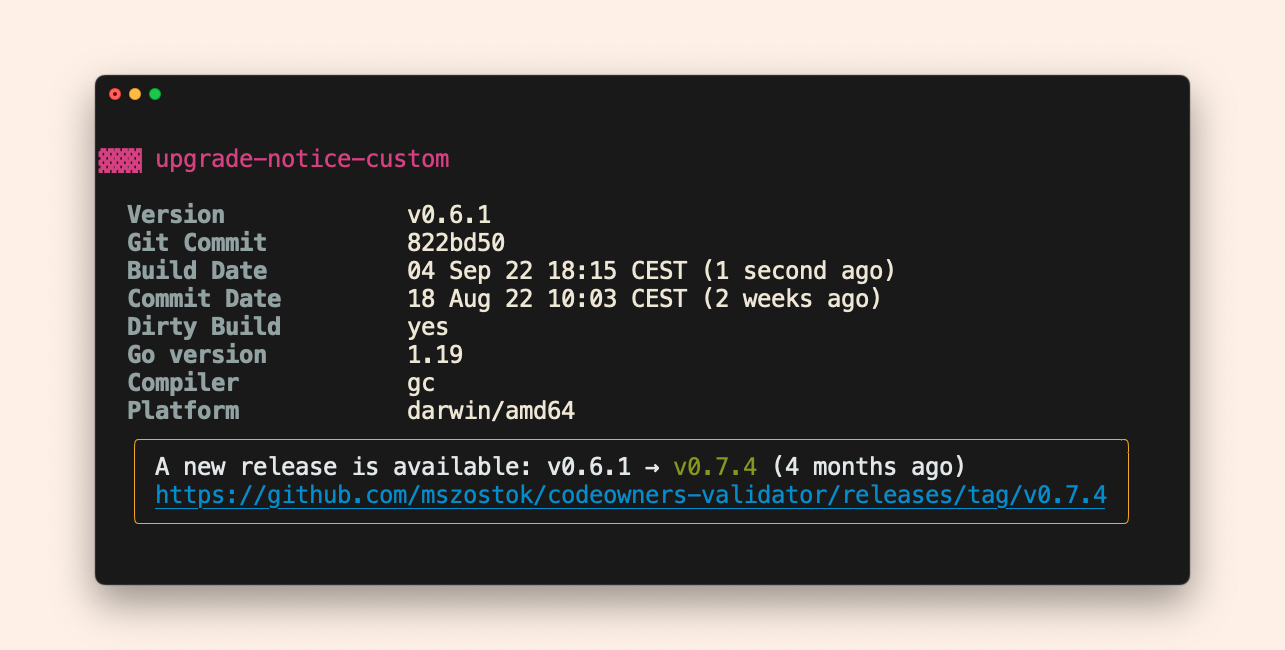 upgrade-notice-custom
Version v0.6.1
Git Commit 822bd50
Build Date 04 Sep 22 18:15 CEST (1 second ago)
Commit Date 18 Aug 22 10:03 CEST (2 weeks ago)
Dirty Build yes
Go version 1.19
Compiler gc
Platform darwin/amd64
A new release is available: v0.6.1 → v0.7.4 (4 months ago)
https://github.com/mszostok/codeowners-validator/releases/tag/v0.7.4